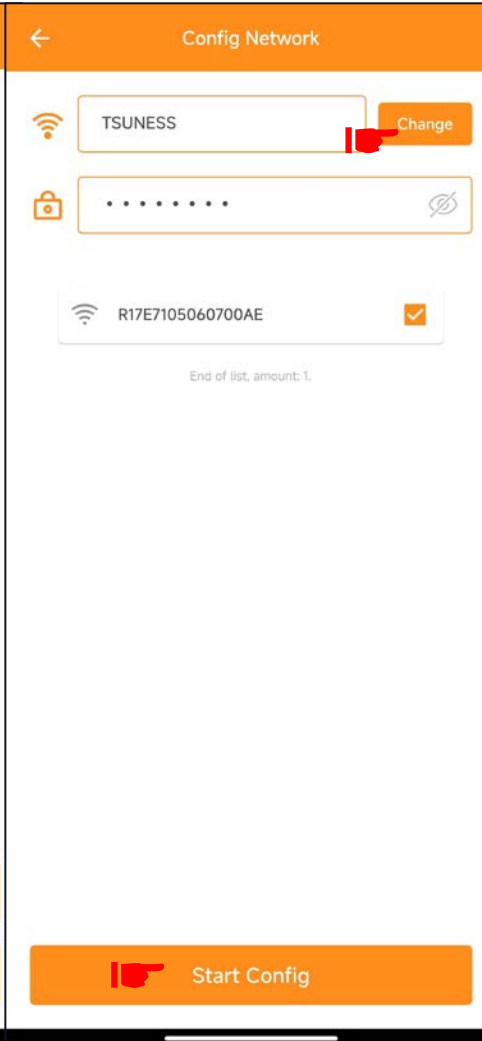 Config Network
TSUNESS
Change
• • • • • • • •
R17E7105060700AE
End of list, amount: 1.
Start Config